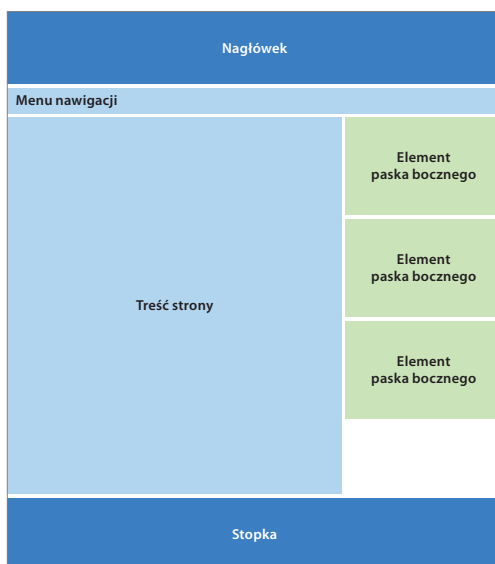 Nagłówek
Menu nawigacji
Treść strony
Element
paska bocznego
Element
paska bocznego
Element
paska bocznego
Stopka